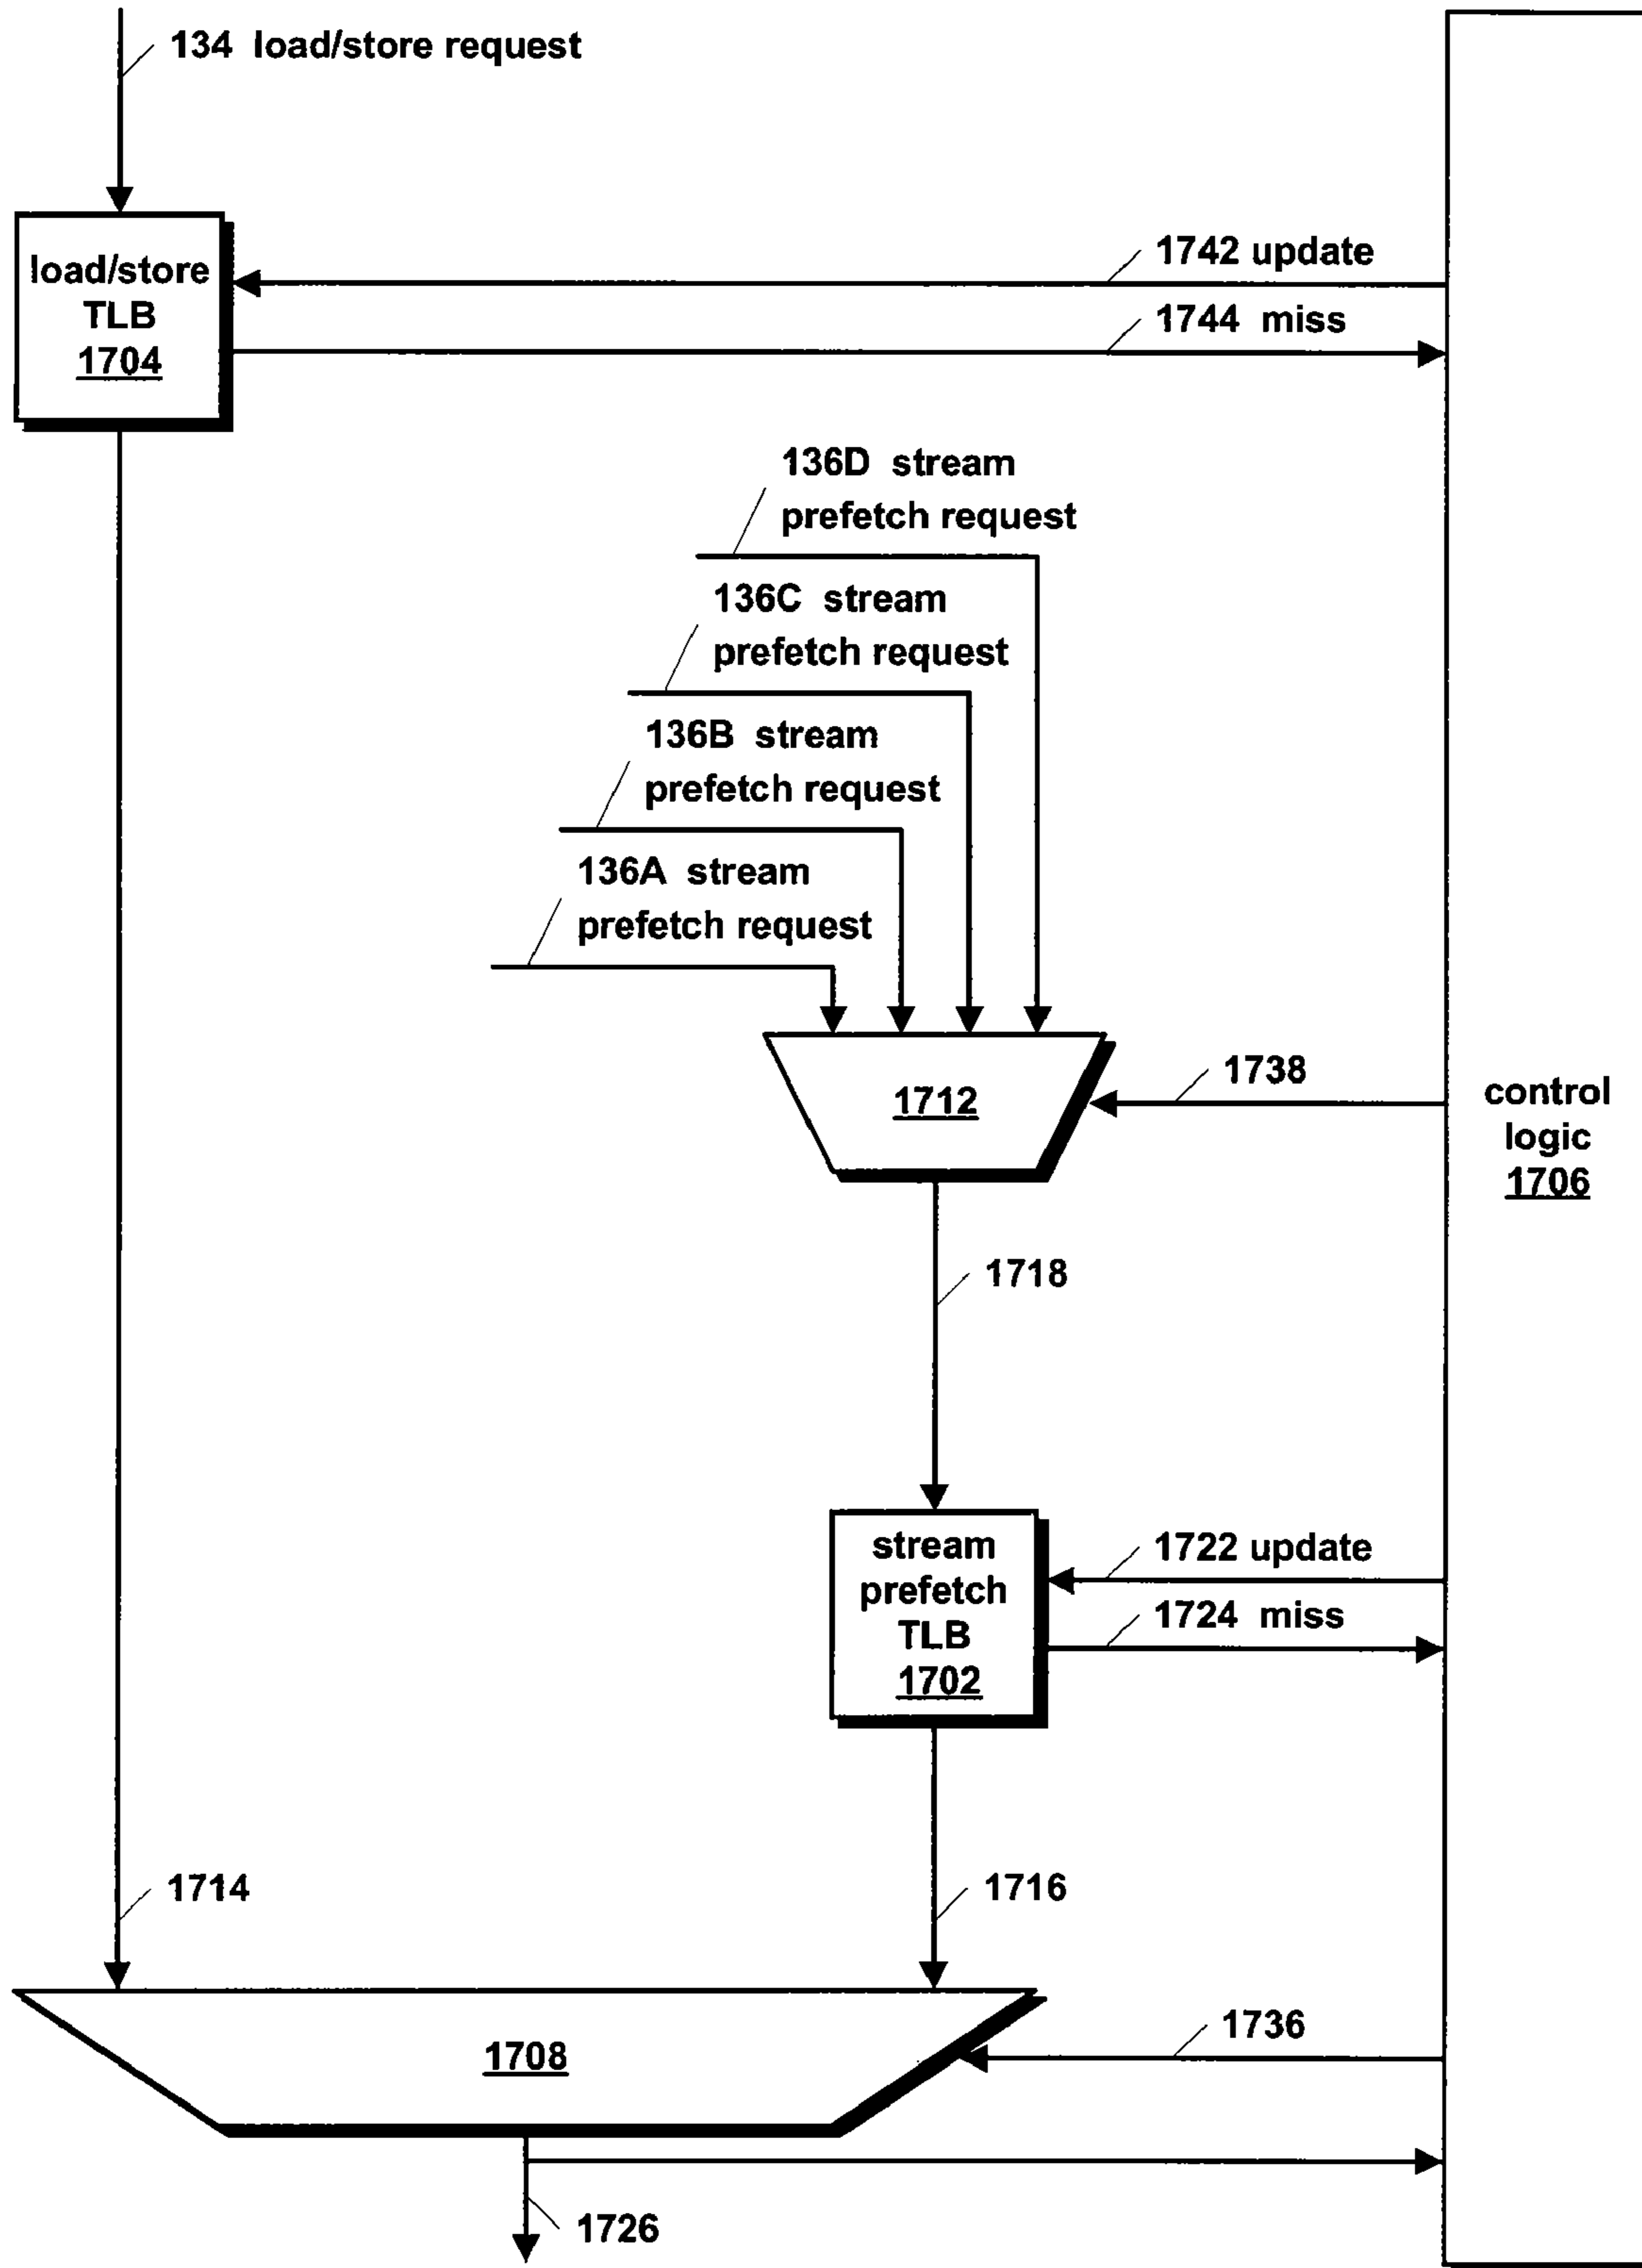 134 load/store request
load/store
TLB
1704
1742 update
1744 miss
136D stream
prefetch request
136C stream
prefetch request
136B stream
prefetch request
136A stream
prefetch request
1712
1738
control
logic
1706
1718
stream
prefetch
TLB
1702
1722 update
1724 miss
1714
1716
1708
1736
1726